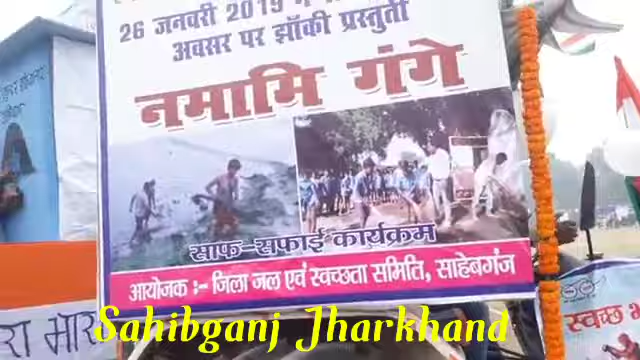 26 जनवरी 2019
अवसर पर झाँकी प्रस्तुती
नमामि गंगे
साफ-सफाई कार्यक्रम
आयोजक :- जिला जल एवं स्वच्छता समिति, साहेबगंज
Sahibganj Jharkhand
स्वच्छ